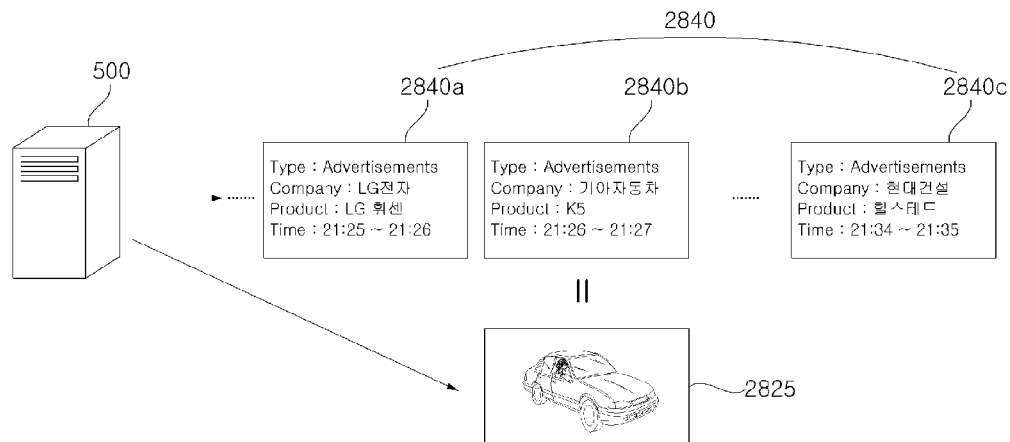 2840
500
2840a
2840b
2840c
Type : Advertisements
Company : LG전자
Product : LG 휘센
Time : 21:25 ~ 21:26
Type : Advertisements
Company : 기아자동차
Product : K5
Time : 21:26 ~ 21:27
Type : Advertisements
Company : 현대건설
Product : 힐스테드
Time : 21:34 ~ 21:35
2825